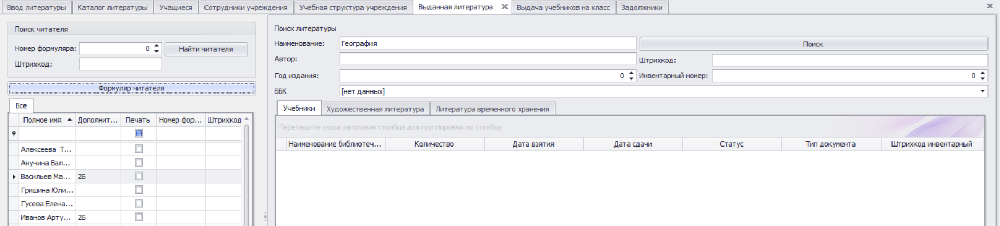 Ввод литературы Каталог литературы Учащиеся Сотрудники учреждения Учебная структура учреждения Выданная литература Выдача учебников на класс Задолжники
Поиск читателя
Номер формуляра: 0 Найти читателя
Штрихкод:
Формуляр читателя
Все
Полное имя Дополнит... Печать Номер фор... Штрихкод
Алексеева Т...
Анучина Вал...
Васильев Ма... 2Б
Гришина Юли...
Гусева Елена...
Иванов Арту... 2Б
Поиск литературы
Наименование: География Поиск
Автор: Штрихкод:
Год издания: 0 Инвентарный номер: 0
ББК [нет данных]
Учебники Художественная литература Литература временного хранения
Перетащите сюда заголовок столбца для группировки по столбцу
Наименование библиотеч... Количество Дата взятия Дата сдачи Статус Тип документа Штрихкод инвентарный